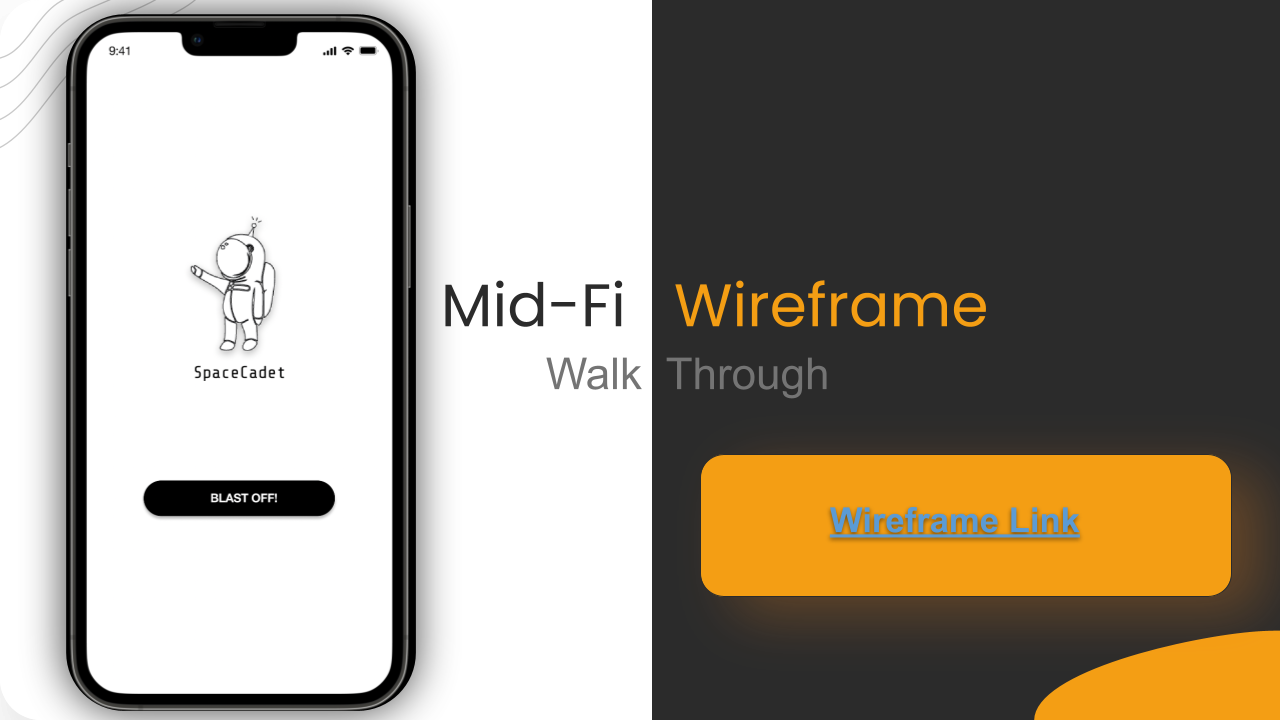 9:41
SpaceCadet
BLAST OFF!
Mid-Fi Wireframe
Walk Through
Wireframe Link